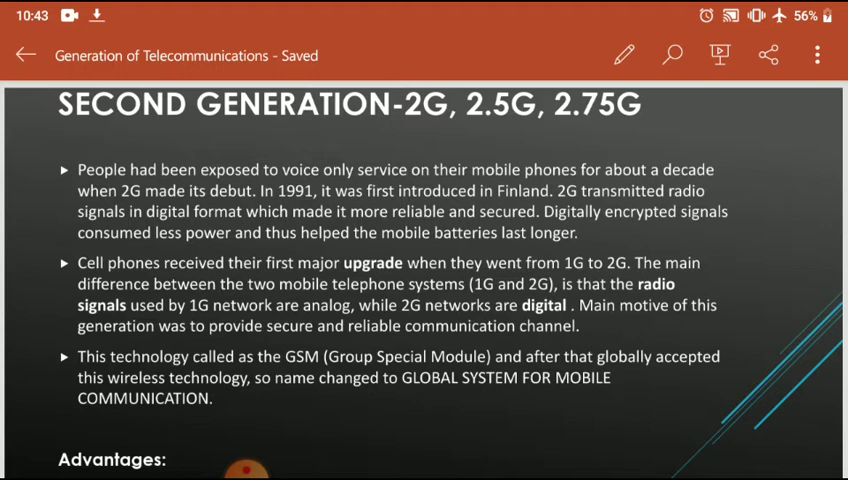 10:43
56%
Generation of Telecommunications - Saved
SECOND GENERATION-2G, 2.5G, 2.75G
People had been exposed to voice only service on their mobile phones for about a decade
when 2G made its debut. In 1991, it was first introduced in Finland. 2G transmitted radio
signals in digital format which made it more reliable and secured. Digitally encrypted signals
consumed less power and thus helped the mobile batteries last longer.
Cell phones received their first major upgrade when they went from 1G to 2G. The main
difference between the two mobile telephone systems (1G and 2G), is that the radio
signals used by 1G network are analog, while 2G networks are digital . Main motive of this
generation was to provide secure and reliable communication channel.
This technology called as the GSM (Group Special Module) and after that globally accepted
this wireless technology, so name changed to GLOBAL SYSTEM FOR MOBILE
COMMUNICATION.
Advantages: